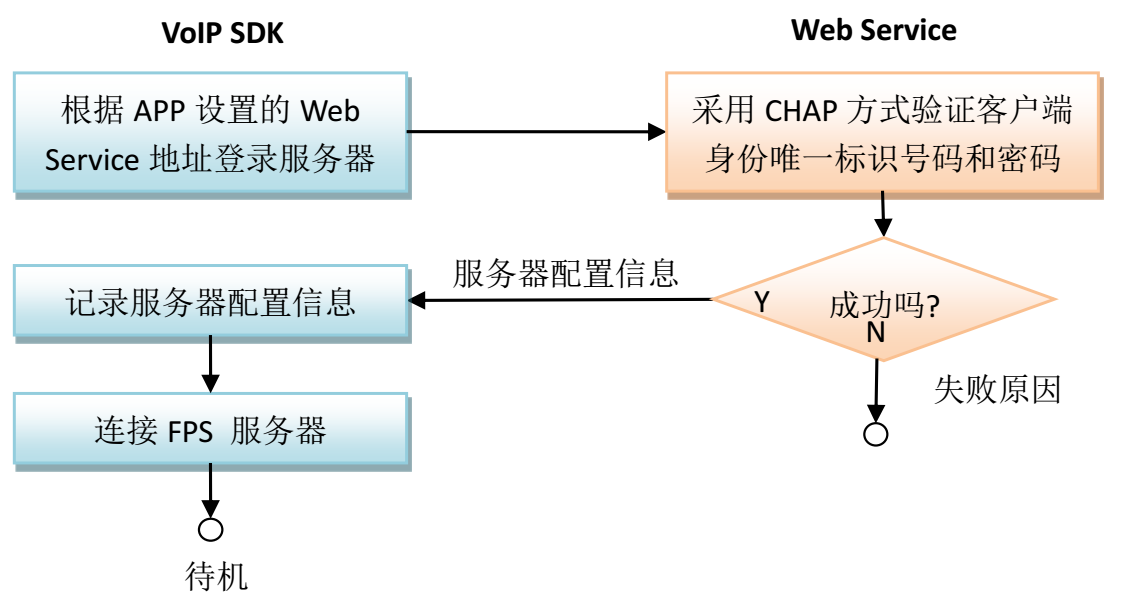 VoIP SDK
Web Service
根据 APP 设置的 Web
Service 地址登录服务器
采用 CHAP 方式验证客户端
身份唯一标识号码和密码
服务器配置信息
记录服务器配置信息
Y
成功吗?
N
失败原因
连接 FPS 服务器
待机